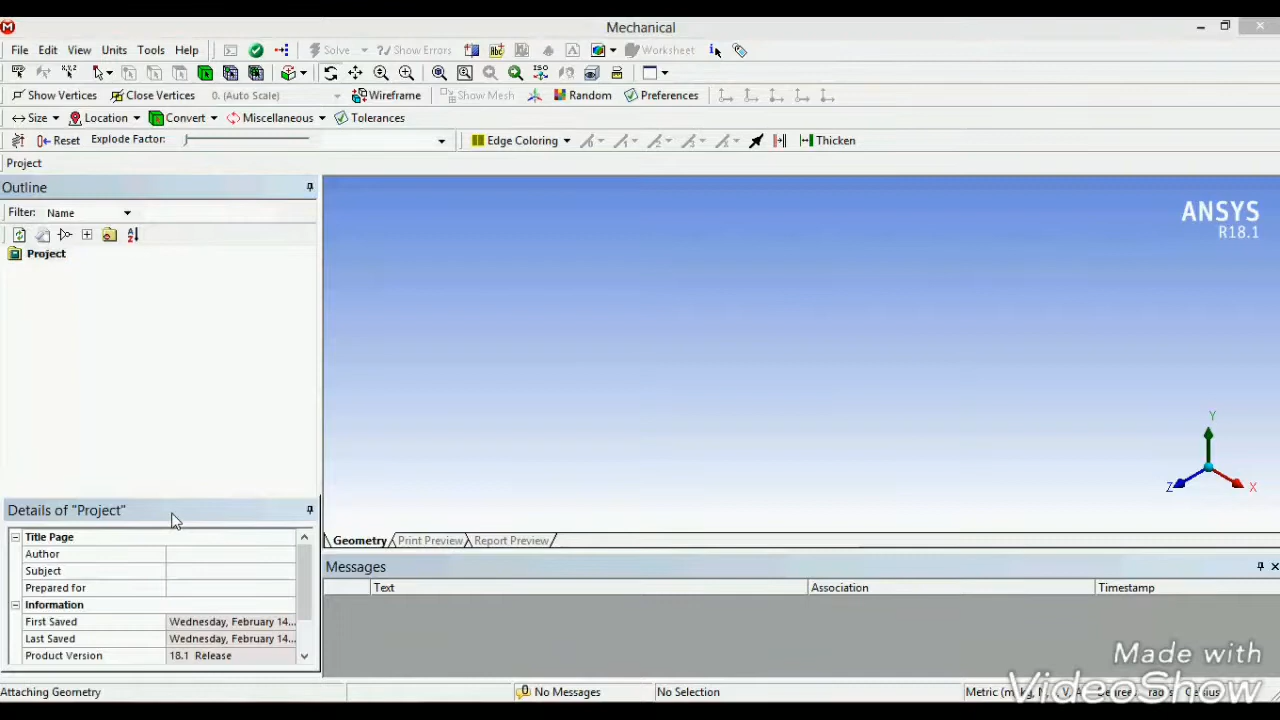 Mechanical
File Edit View Units Tools Help Solve Show Errors Worksheet
Show Vertices Close Vertices 0. (Auto Scale) Wireframe Show Mesh Random Preferences
Size Location Convert Miscellaneous Tolerances
Reset Explode Factor: Edge Coloring Thicken
Project
Outline
Filter: Name
Project
ANSYS
R18.1
Y
Z
X
Details of "Project"
Title Page
Author
Subject
Prepared for
Information
First Saved Wednesday, February 14...
Last Saved Wednesday, February 14...
Product Version 18.1 Release
Geometry Print Preview Report Preview
Messages
Text Association Timestamp
Made with
VideoShow
Attaching Geometry No Messages No Selection Metric Celsius